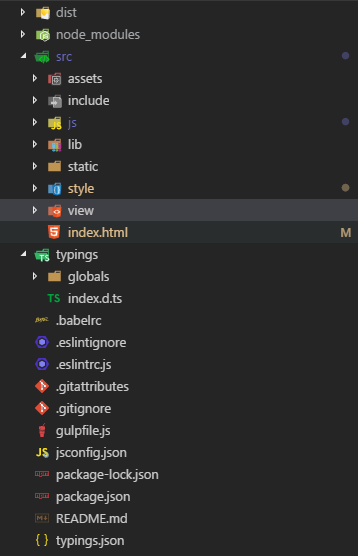 dist
node_modules
src
assets
include
js
lib
static
style
view
index.html M
typings
globals
TS index.d.ts
.babelrc
.eslintignore
.eslintrc.js
.gitattributes
.gitignore
gulpfile.js
JS jsconfig.json
package-lock.json
package.json
README.md
{ } typings.json